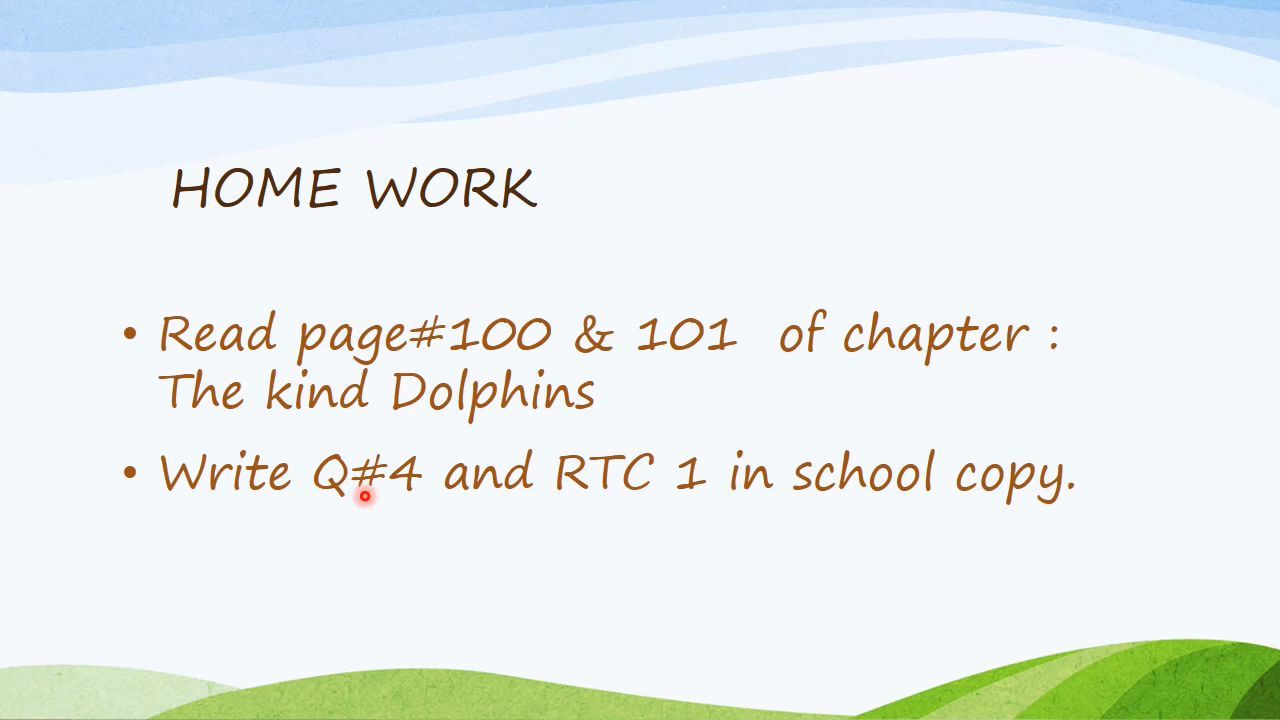 HOME WORK
• Read page#100 & 101 of chapter :
The kind Dolphins
• Write Q#4 and RTC 1 in school copy.